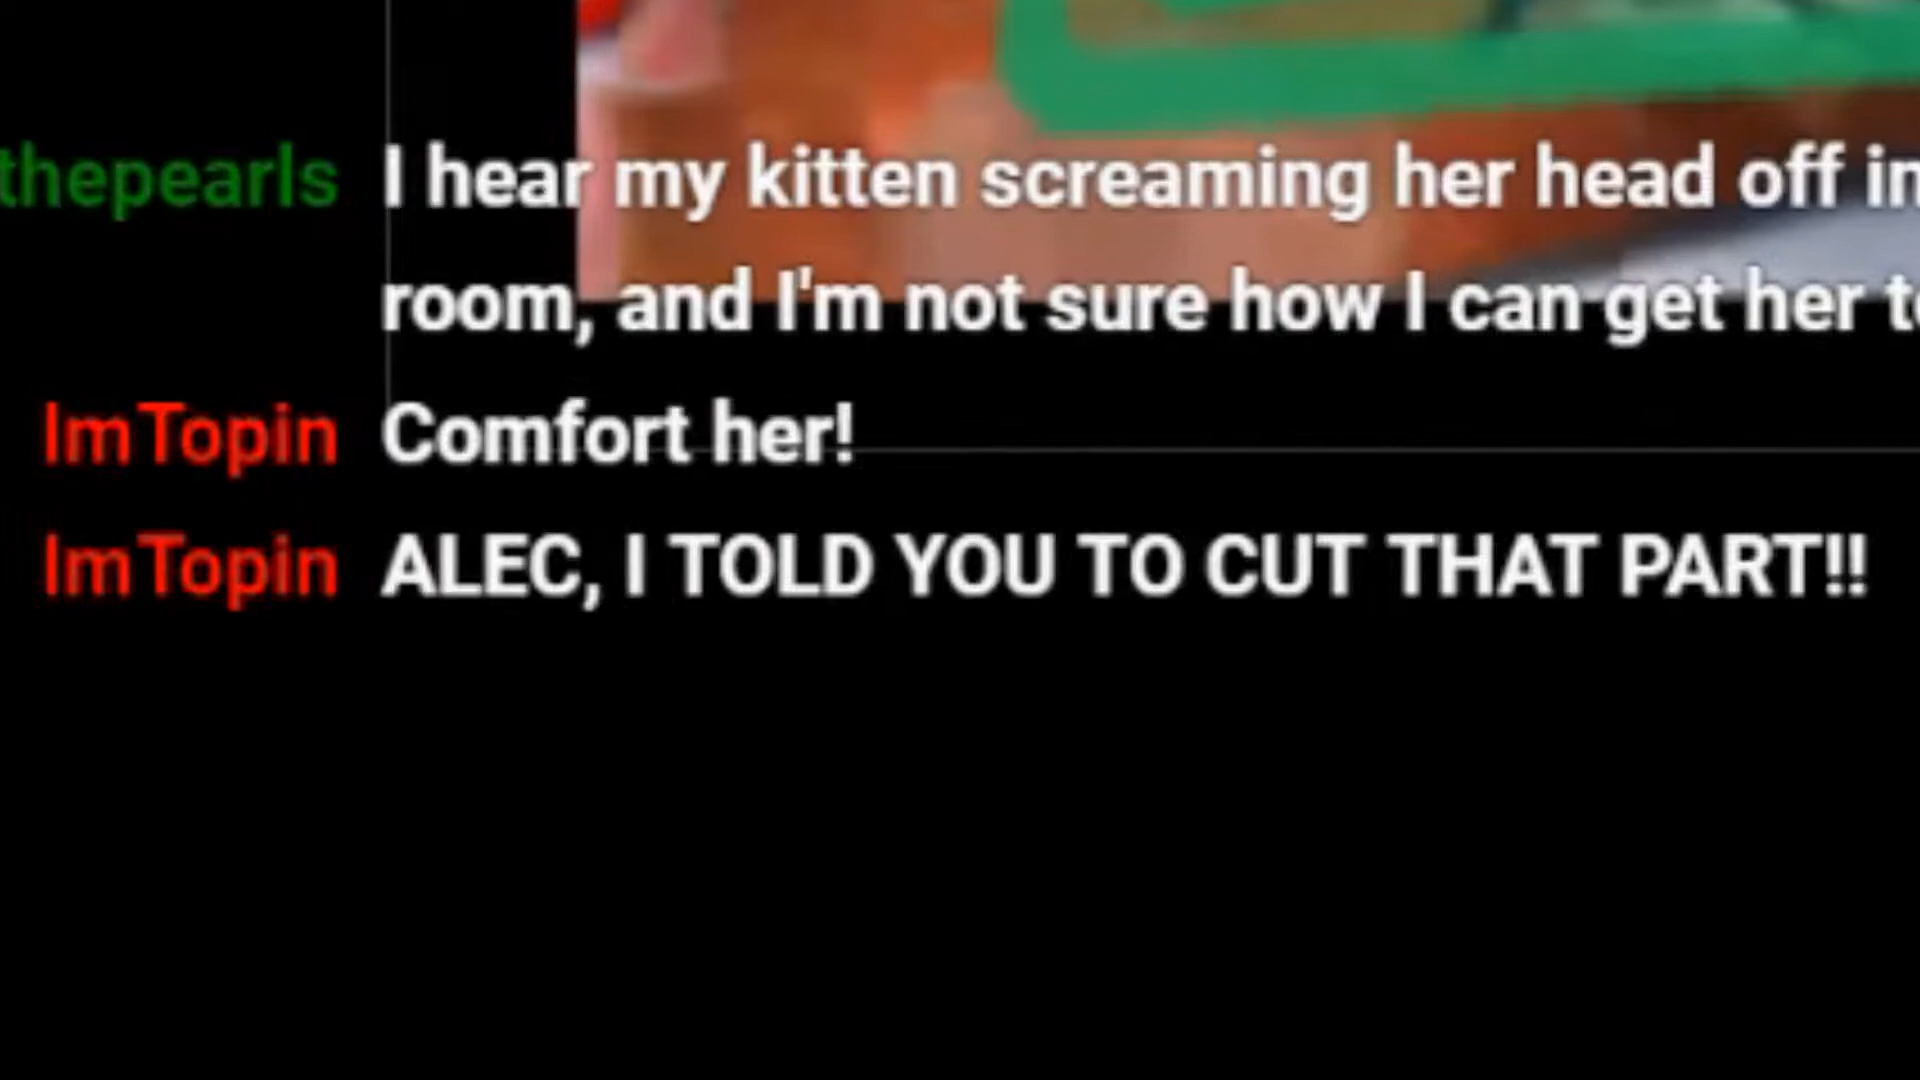 thepearls I hear my kitten screaming her head off in
room, and I'm not sure how I can get her to
ImTopin Comfort her!
ImTopin ALEC, I TOLD YOU TO CUT THAT PART!!